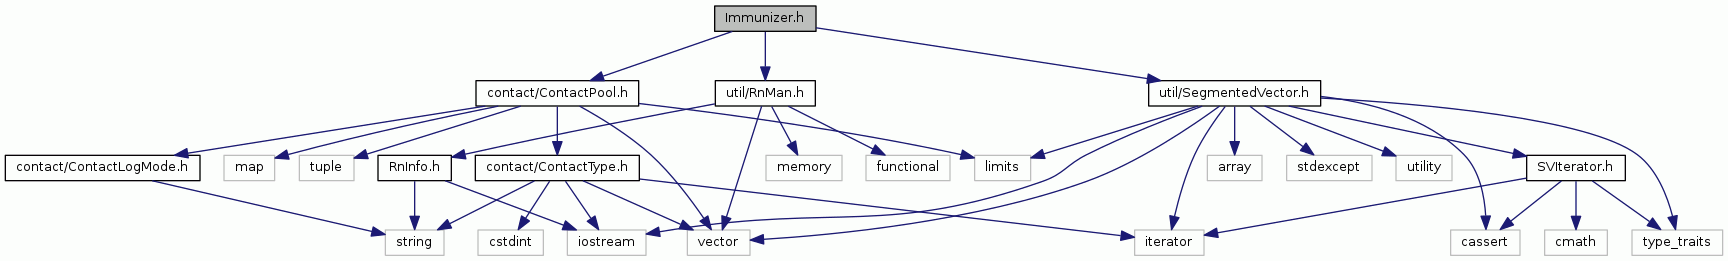 Immunizer.h
contact/ContactPool.h
util/RnMan.h
util/SegmentedVector.h
contact/ContactLogMode.h
map
tuple
RnInfo.h
contact/ContactType.h
memory
functional
limits
array
stdexcept
utility
SVIterator.h
string
cstdint
iostream
vector
iterator
cassert
cmath
type_traits